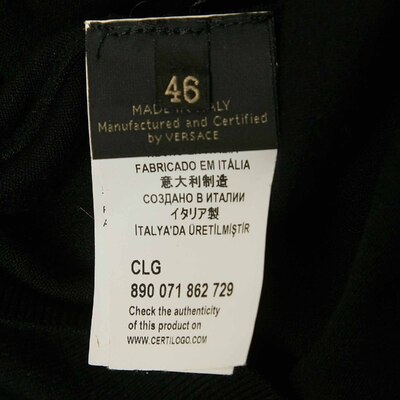 46
MADE IN ITALY
Manufactured and Certified
by VERSACE
FABRICADO EM ITÁLIA
意大利制造
СОЗДАНО В ИТАЛИИ
イタリア製
İTALYA'DA ÜRETİLMİŞTİR
CLG
890 071 862 729
Check the authenticity
of this product on
WWW.CERTILOGO.COM